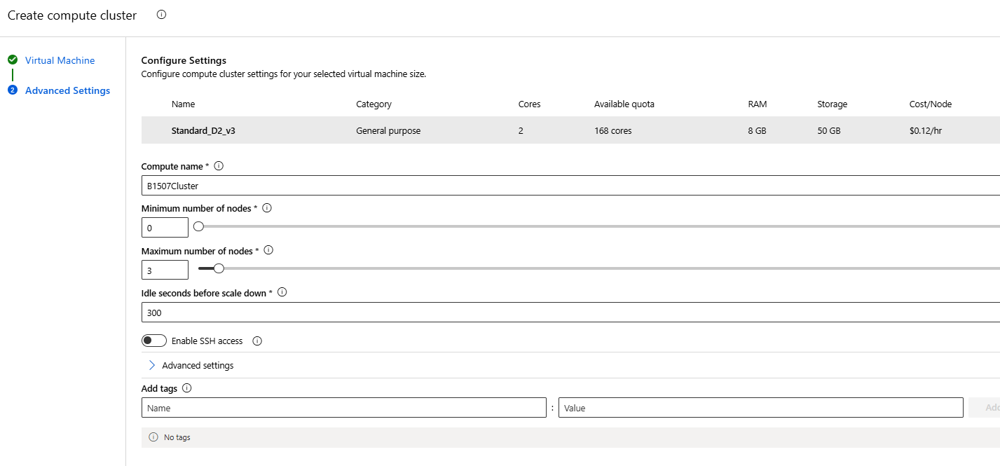 Create compute cluster
Virtual Machine
2 Advanced Settings
Configure Settings
Configure compute cluster settings for your selected virtual machine size.
Name Category Cores Available quota RAM Storage Cost/Node
Standard_D2_v3 General purpose 2 168 cores 8 GB 50 GB $0.12/hr
Compute name *
B1507Cluster
Minimum number of nodes *
0
Maximum number of nodes *
3
Idle seconds before scale down *
300
Enable SSH access
Advanced settings
Add tags
Name : Value
No tags